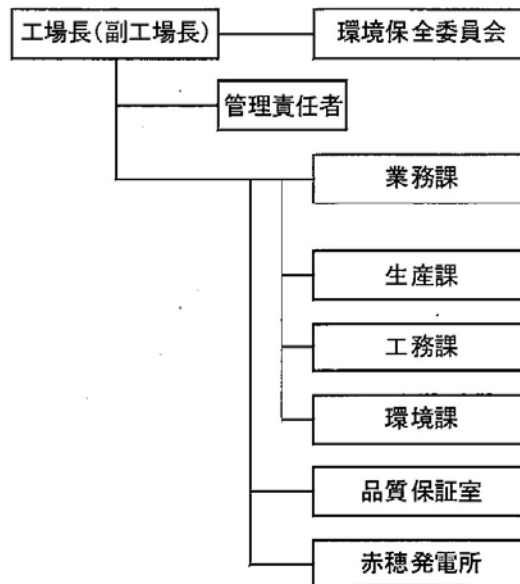 工場長(副工場長)
環境保全委員会
管理責任者
業務課
生産課
工務課
環境課
品質保証室
赤穂発電所